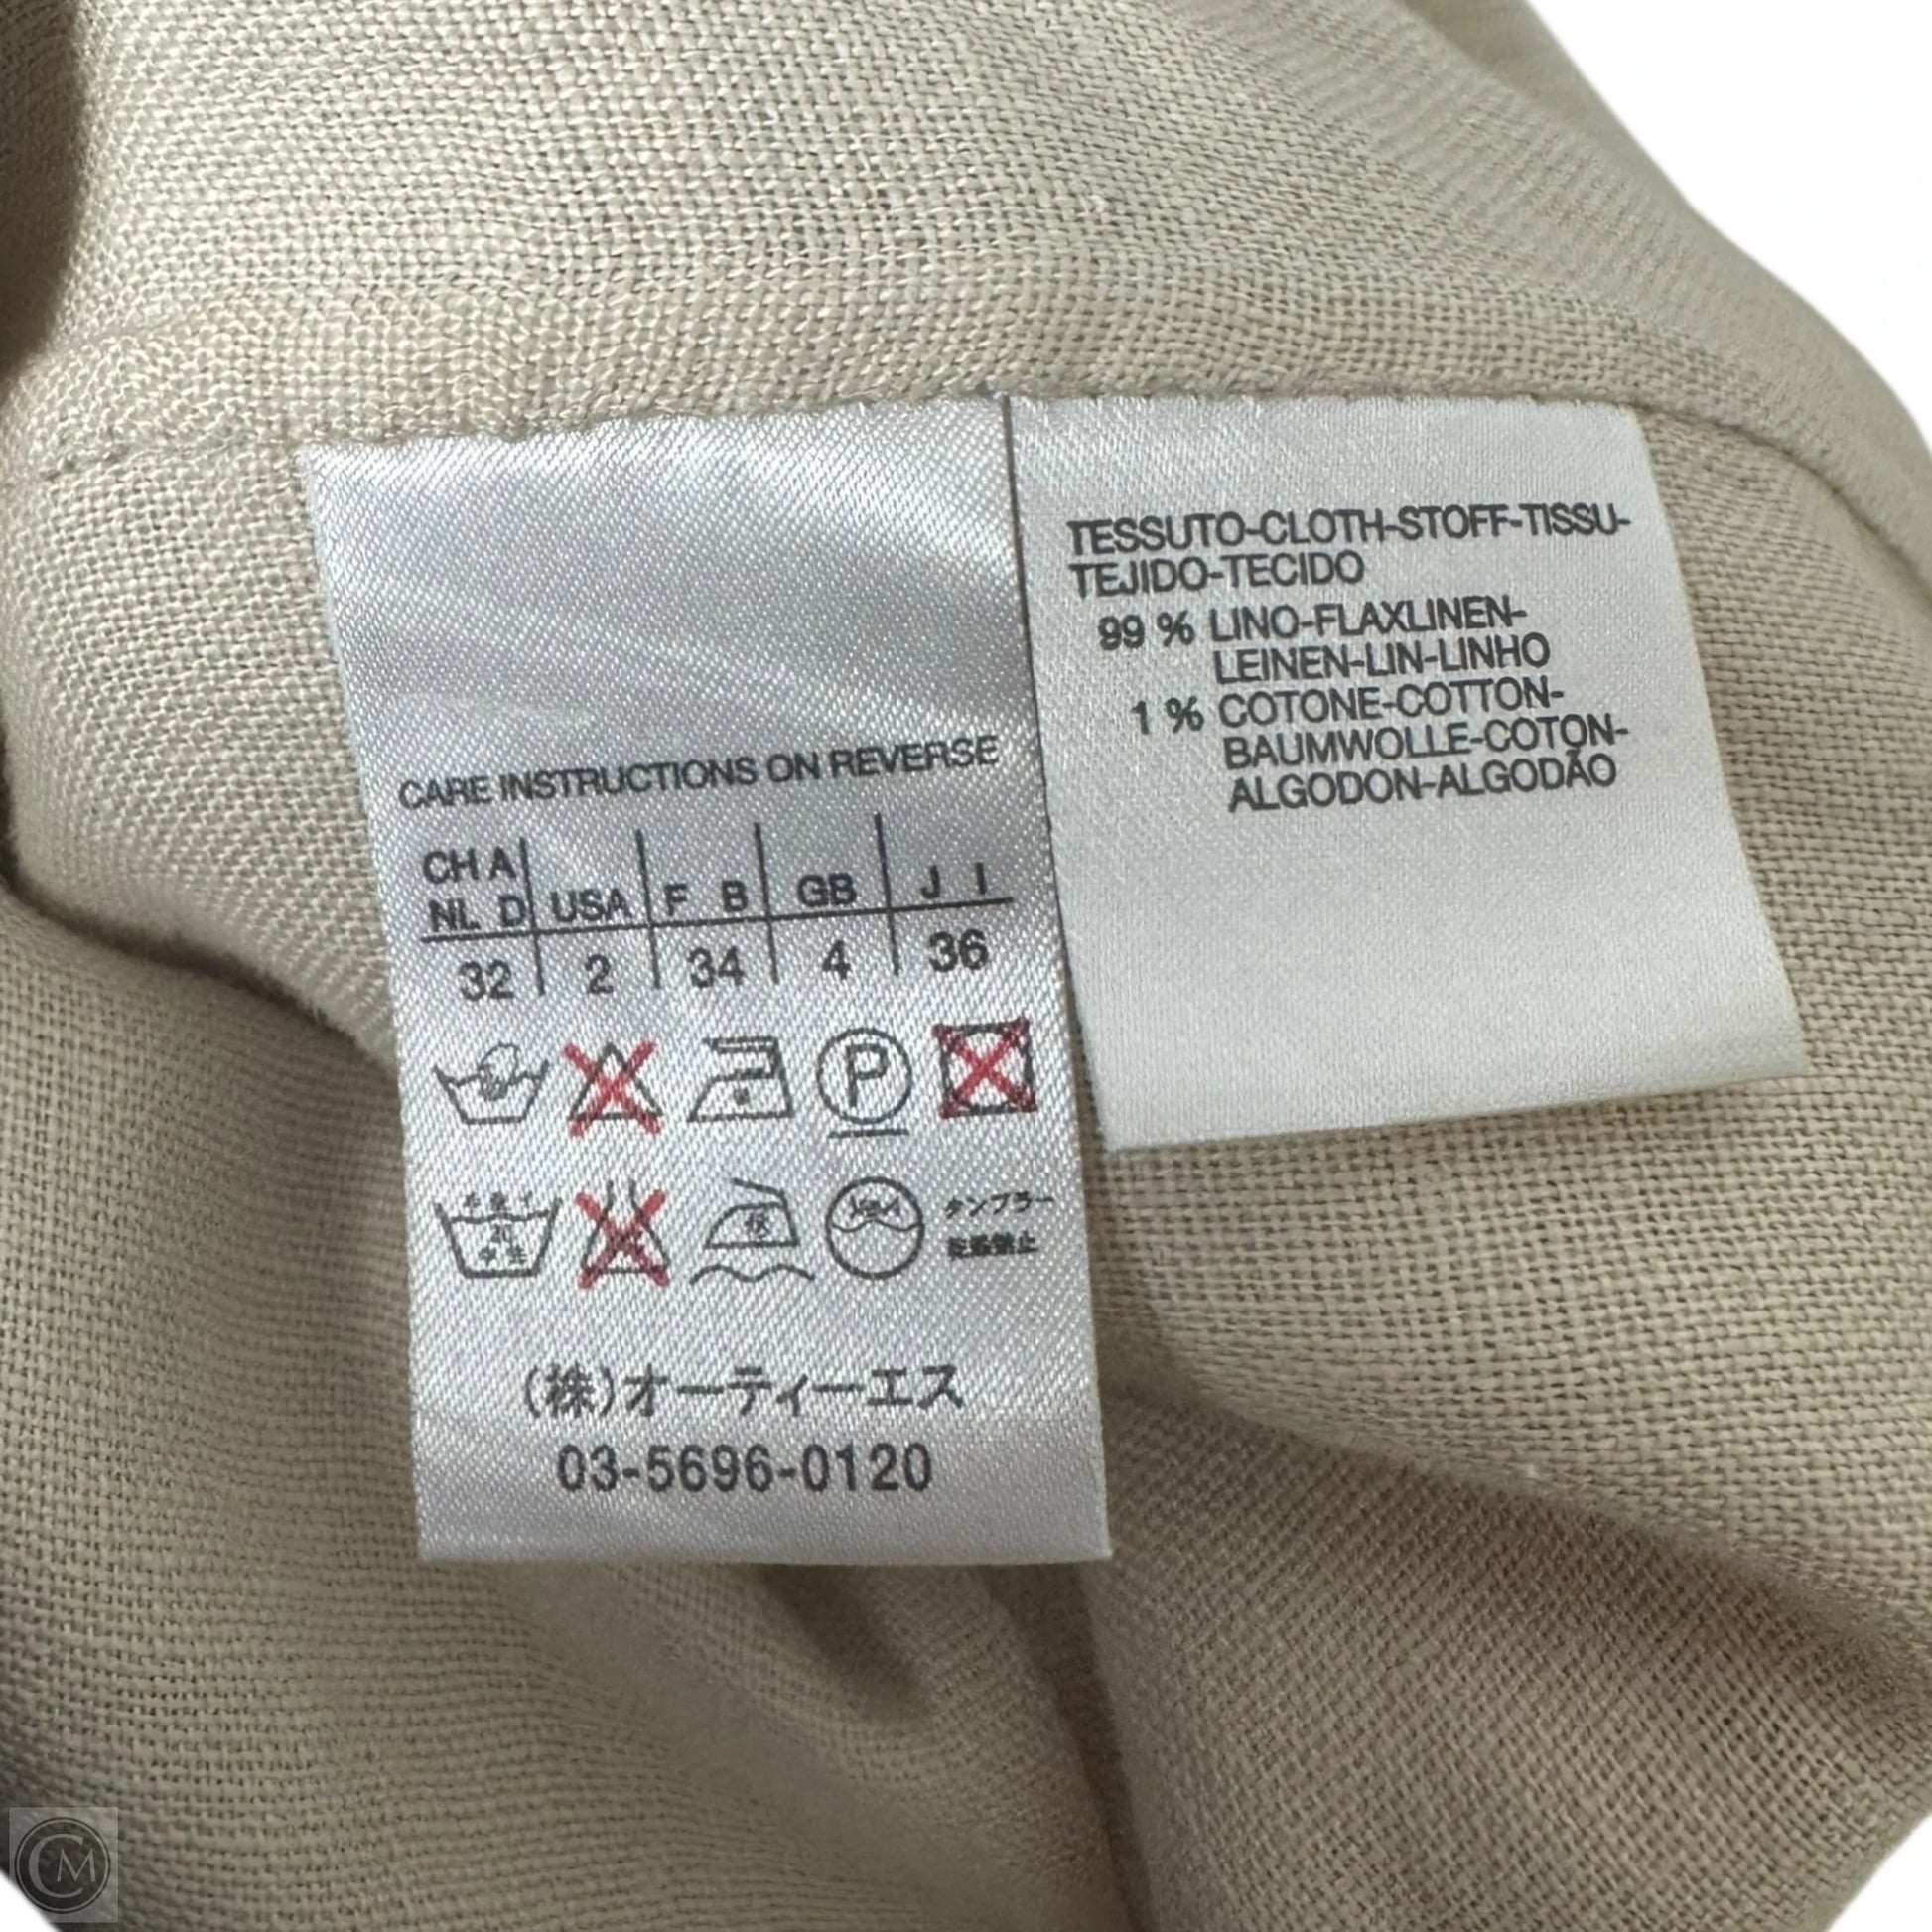 CARE INSTRUCTIONS ON REVERSE
CH A
NL D USA F B GB J I
32 2 34 4 36
P
タンブラー
乾燥禁止
(株)オーティーエス
03-5696-0120
TESSUTO-CLOTH-STOFF-TISSU-
TEJIDO-TECIDO
99 % LINO-FLAXLINEN-
LEINEN-LIN-LINHO
1 % COTONE-COTTON-
BAUMWOLLE-COTON-
ALGODON-ALGODÃO
CM